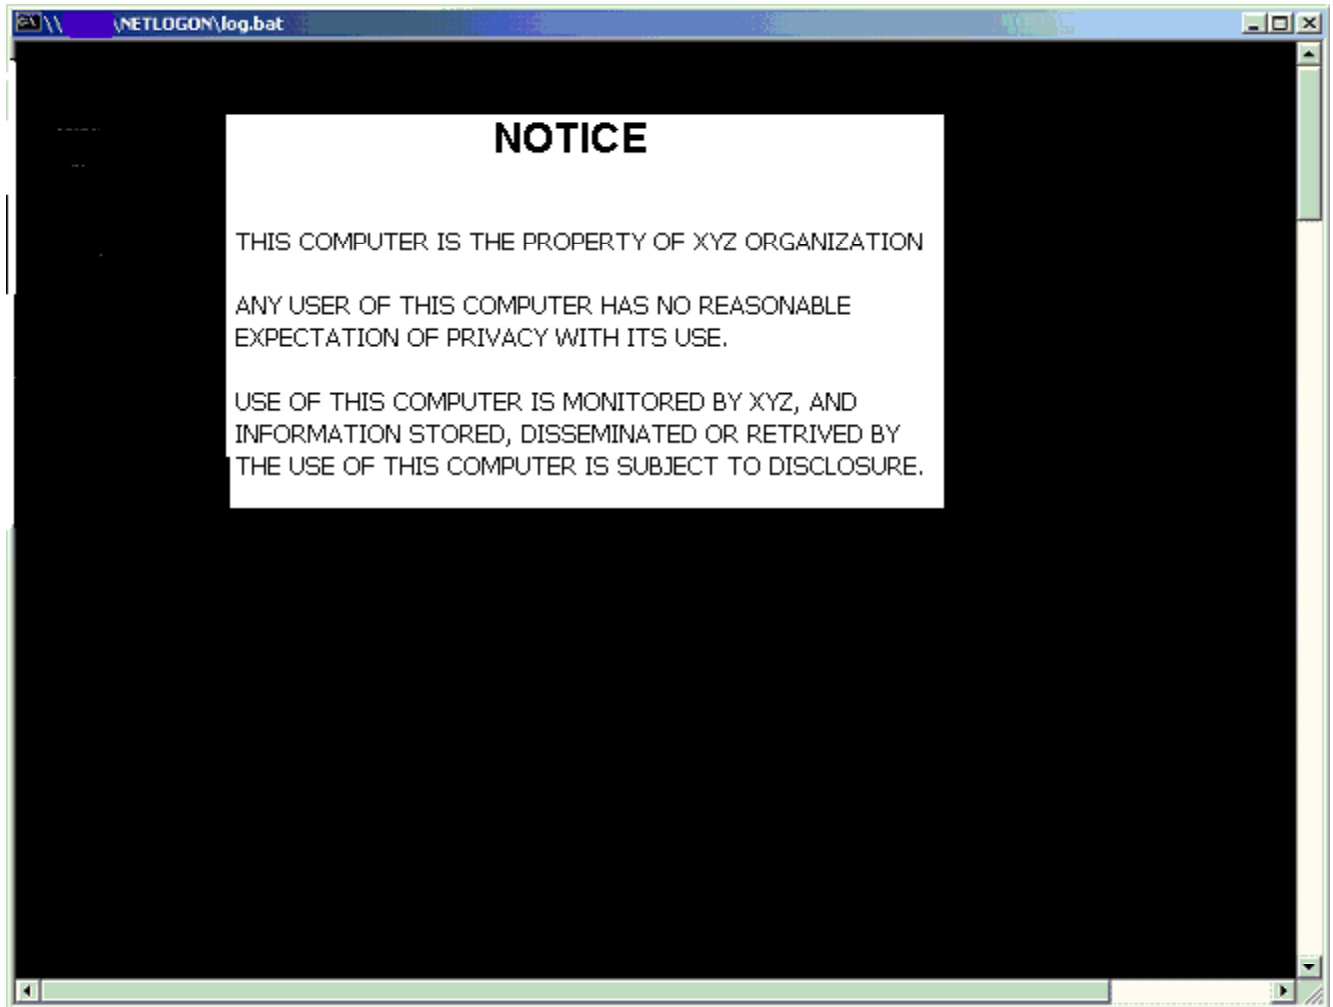 \\ \NETLOGON\log.bat
NOTICE
THIS COMPUTER IS THE PROPERTY OF XYZ ORGANIZATION
ANY USER OF THIS COMPUTER HAS NO REASONABLE
EXPECTATION OF PRIVACY WITH ITS USE.
USE OF THIS COMPUTER IS MONITORED BY XYZ, AND
INFORMATION STORED, DISSEMINATED OR RETRIVED BY
THE USE OF THIS COMPUTER IS SUBJECT TO DISCLOSURE.